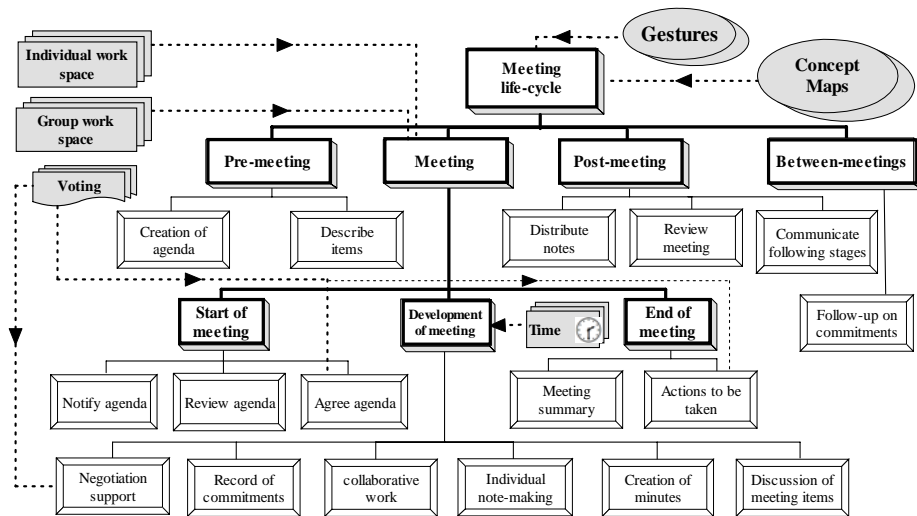 Individual work
space
Gestures
Meeting
life-cycle
Concept
Maps
Group work
space
Pre-meeting
Meeting
Post-meeting
Between-meetings
Voting
Creation of
agenda
Describe
items
Distribute
notes
Review
meeting
Communicate
following stages
Start of
meeting
Development
of meeting
Time
End of
meeting
Follow-up on
commitments
Notify agenda
Review agenda
Agree agenda
Meeting
summary
Actions to be
taken
Negotiation
support
Record of
commitments
collaborative
work
Individual
note-making
Creation of
minutes
Discussion of
meeting items